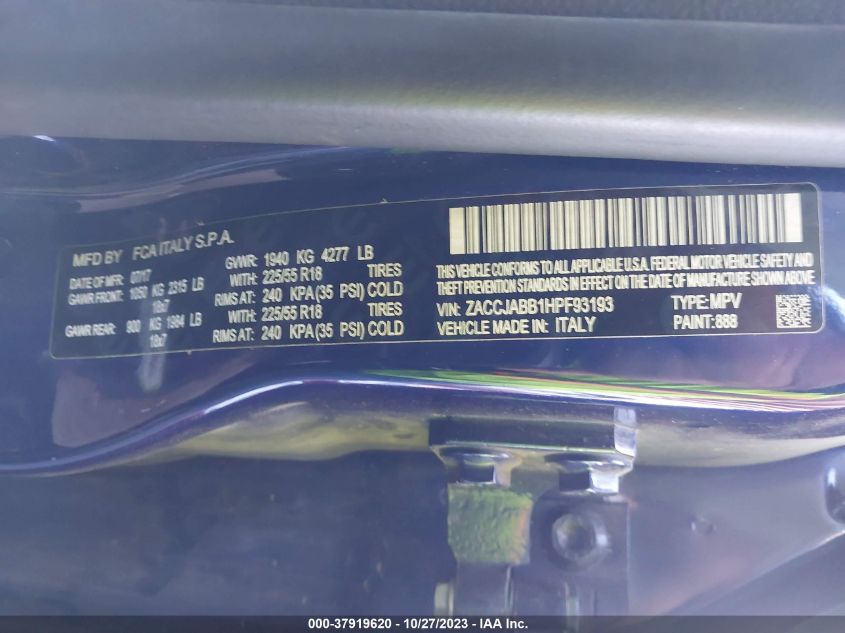 MFD BY FCA ITALY S.P.A.
DATE OF MFR 07/17 GVWR: 1940 KG 4277 LB
GAWR FRONT: 1050 KG 2315 LB WITH: 225/55 R18 TIRES
18x7 RIMS AT: 240 KPA(35 PSI) COLD
GAWR REAR: 900 KG 1984 LB WITH: 225/55 R18 TIRES
18x7 RIMS AT: 240 KPA(35 PSI) COLD
THIS VEHICLE CONFORMS TO ALL APPLICABLE U.S.A. FEDERAL MOTOR VEHICLE SAFETY,
BUMPER, AND THEFT PREVENTION STANDARDS IN EFFECT ON THE DATE OF MANUFACTURE SHOWN ABOVE.
VIN: ZACCJABB1HPF93193 TYPE: MPV
VEHICLE MADE IN: ITALY PAINT: 888
000-37919620 - 10/27/2023 - IAA Inc.